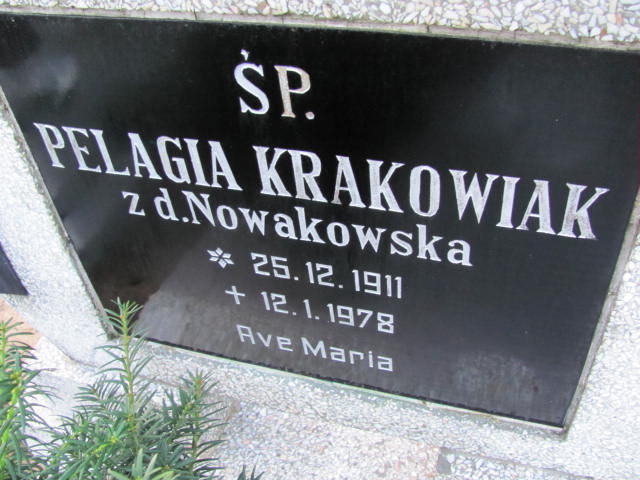 ŚP.
PELAGIA KRAKOWIAK
z d. Nowakowska
* 25.12.1911
+ 12.1.1978
Ave Maria